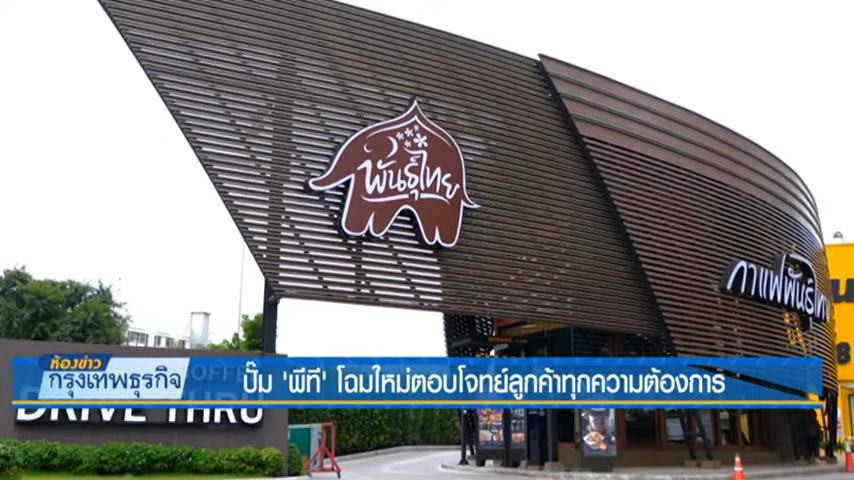 พันธุ์ไทย
กาแฟพันธุ์ไทย
ห้องข่าว
กรุงเทพธุรกิจ
ปั๊ม 'พีที' โฉมใหม่ตอบโจทย์ลูกค้าทุกความต้องการ
COFFEE
DRIVE THRU